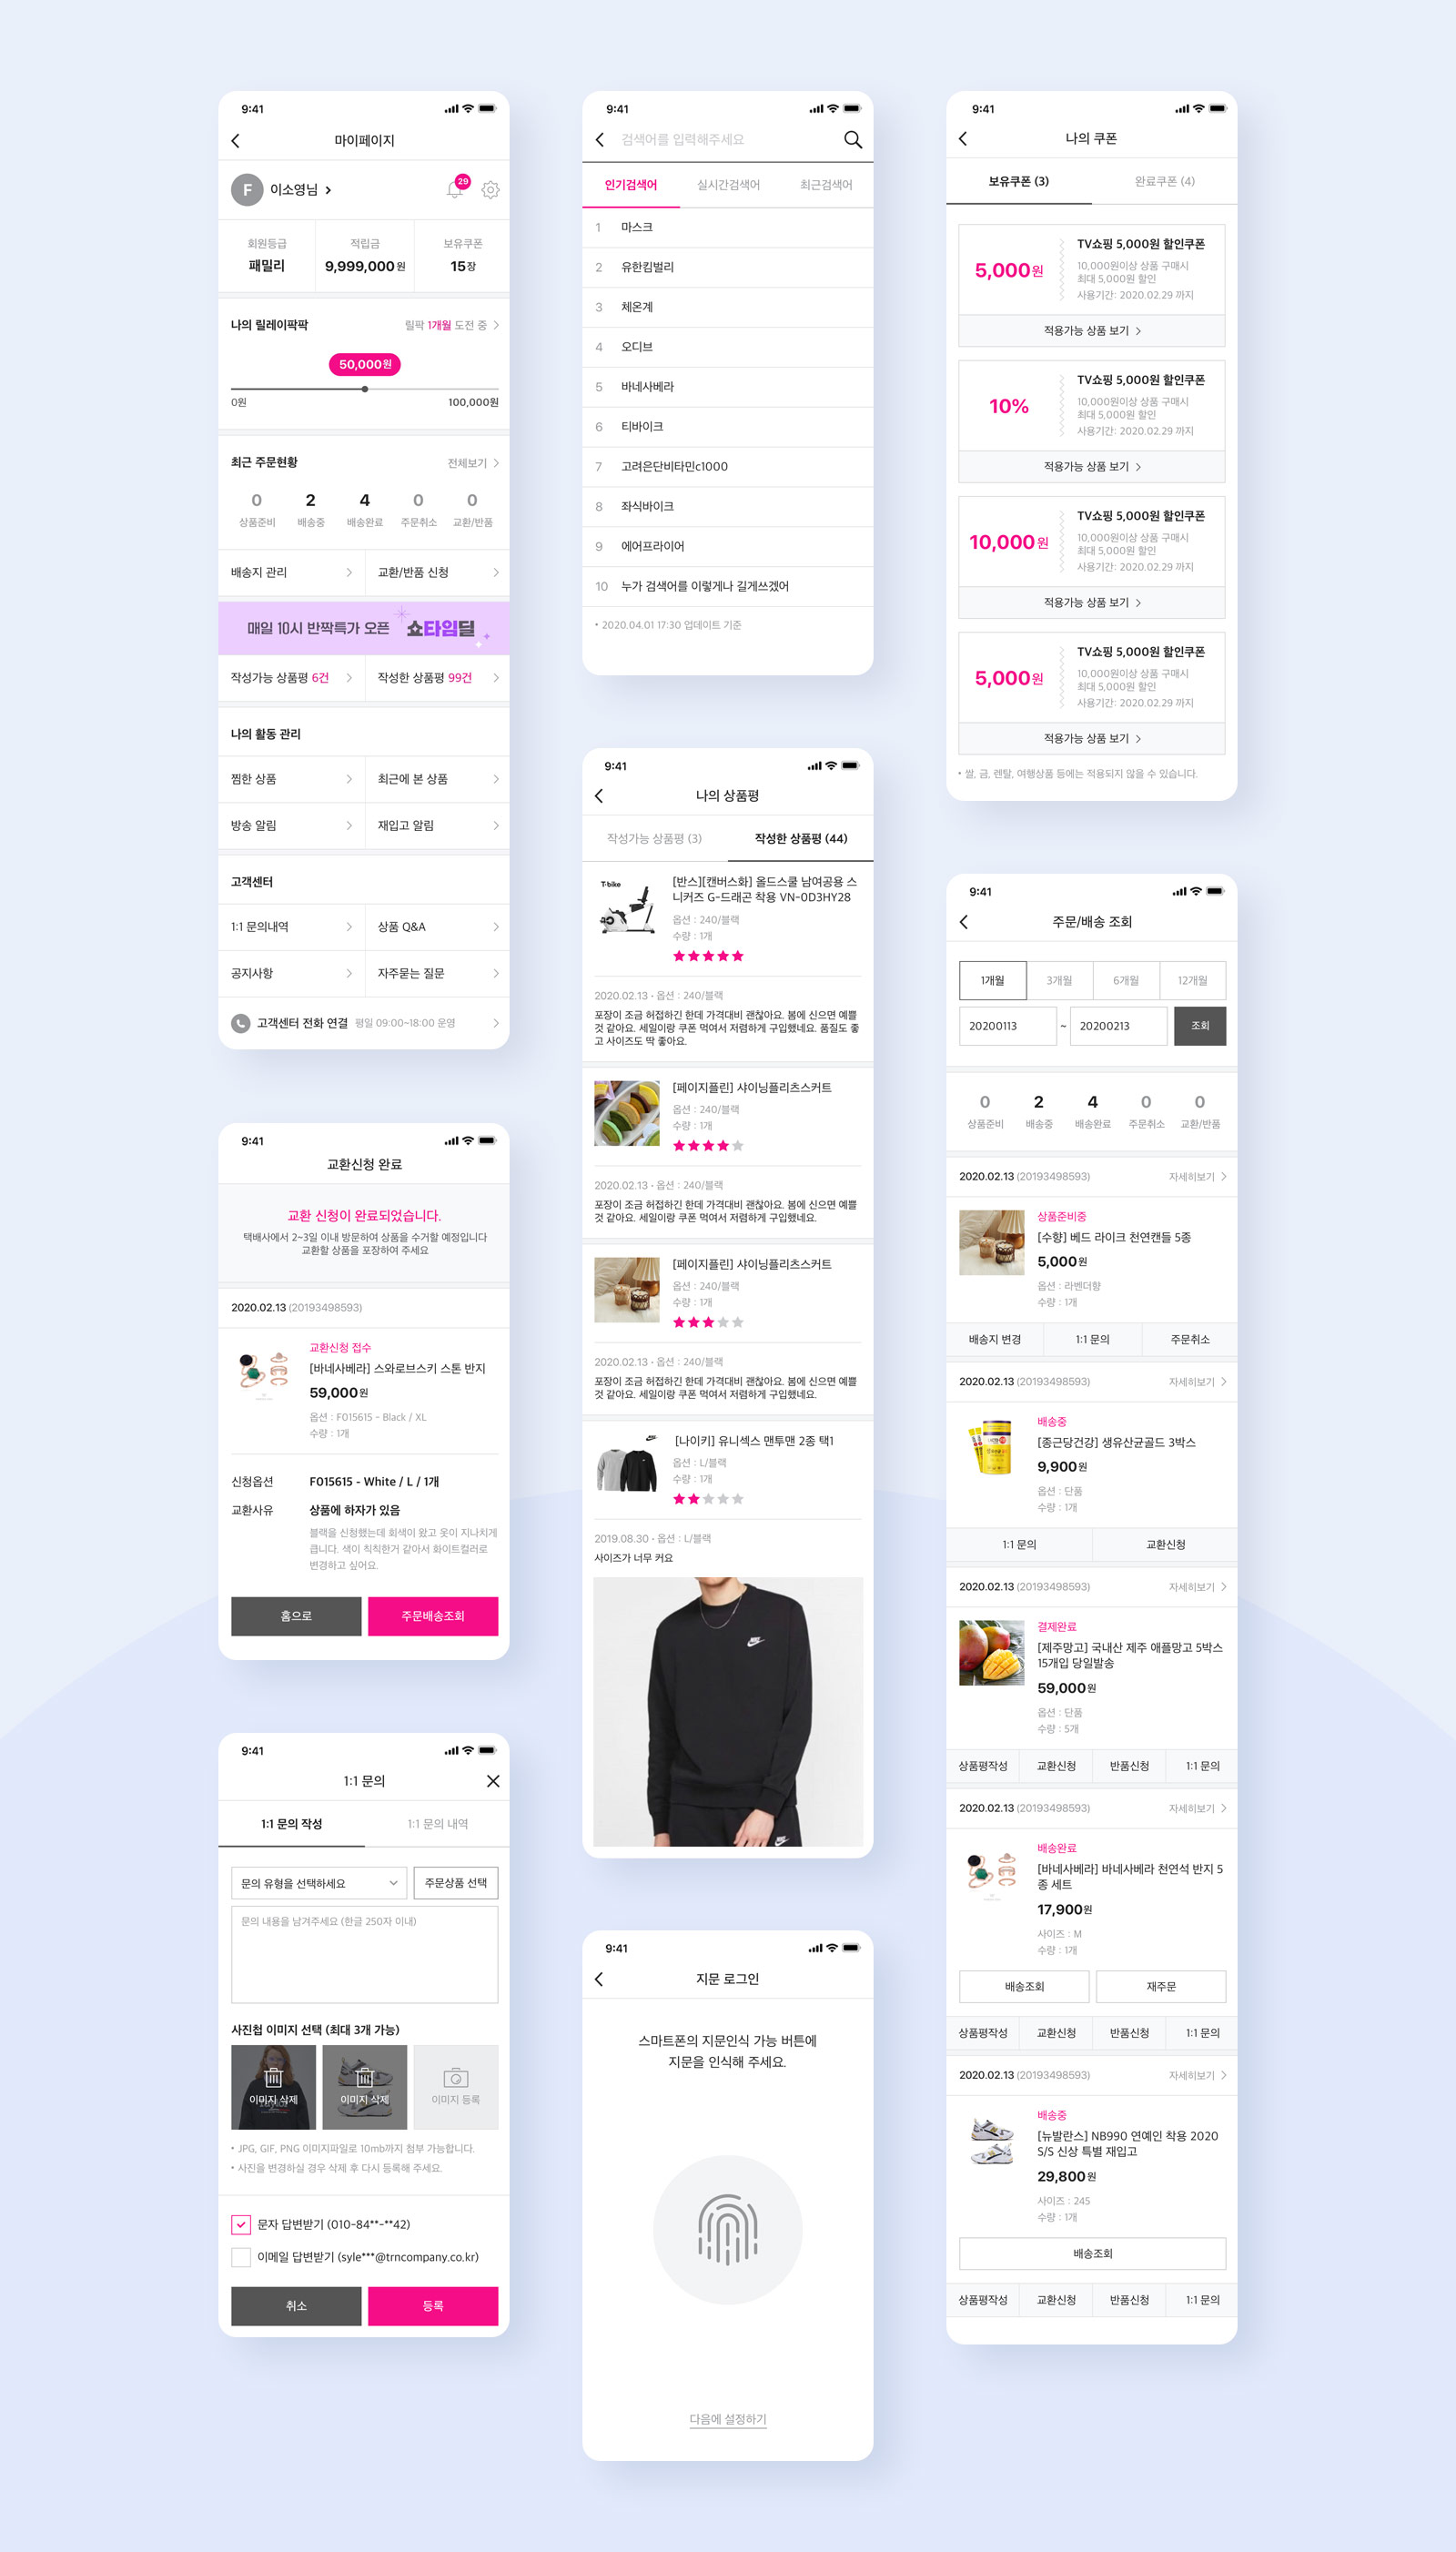 9:41
마이페이지
F 이소영님
29
회원등급 적립금 보유쿠폰
패밀리 9,999,000원 15장
나의 릴레이팍팍 릴팍 1개월 도전 중
50,000원
0원 100,000원
최근 주문현황 전체보기
0 2 4 0 0
상품준비 배송중 배송완료 주문취소 교환/반품
배송지 관리 교환/반품 신청
매일 10시 반짝특가 오픈 쇼타임딜
작성가능 상품평 6건 작성한 상품평 99건
나의 활동 관리
찜한 상품 최근에 본 상품
방송 알림 재입고 알림
고객센터
1:1 문의내역 상품 Q&A
공지사항 자주묻는 질문
고객센터 전화 연결 평일 09:00~18:00 운영
9:41
교환신청 완료
교환 신청이 완료되었습니다.
택배사에서 2~3일 이내 방문하여 상품을 수거할 예정입니다
교환할 상품을 포장하여 주세요
2020.02.13 (20193498593)
교환신청 접수
[바네사베라] 스와로브스키 스톤 반지
59,000원
옵션 : F015615 - Black / XL
수량 : 1개
신청옵션 F015615 - White / L / 1개
교환사유 상품에 하자가 있음
블랙을 신청했는데 회색이 왔고 옷이 지나치게
큽니다. 색이 칙칙한거 같아서 화이트컬러로
변경하고 싶어요.
홈으로 주문배송조회
9:41
1:1 문의
1:1 문의 작성 1:1 문의 내역
문의 유형을 선택하세요 주문상품 선택
문의 내용을 남겨주세요 (한글 250자 이내)
사진첩 이미지 선택 (최대 3개 가능)
이미지 삭제 이미지 삭제 이미지 등록
• JPG, GIF, PNG 이미지파일로 10mb까지 첨부 가능합니다.
• 사진을 변경하실 경우 삭제 후 다시 등록해 주세요.
문자 답변받기 (010-84**-**42)
이메일 답변받기 (syle***@trncompany.co.kr)
취소 등록
9:41
검색어를 입력해주세요
인기검색어 실시간검색어 최근검색어
1 마스크
2 유한킴벌리
3 체온계
4 오디브
5 바네사베라
6 티바이크
7 고려은단비타민c1000
8 좌식바이크
9 에어프라이어
10 누가 검색어를 이렇게나 길게쓰겠어
• 2020.04.01 17:30 업데이트 기준
9:41
나의 상품평
작성가능 상품평 (3) 작성한 상품평 (44)
T-bike
[반스][캔버스화] 올드스쿨 남여공용 스
니커즈 G-드래곤 착용 VN-0D3HY28
옵션 : 240/블랙
수량 : 1개
2020.02.13 • 옵션 : 240/블랙
포장이 조금 허접하긴 한데 가격대비 괜찮아요. 봄에 신으면 예쁠
것 같아요. 세일이랑 쿠폰 먹여서 저렴하게 구입했네요. 품질도 좋
고 사이즈도 딱 좋아요.
[페이지플린] 샤이닝플리츠스커트
옵션 : 240/블랙
수량 : 1개
2020.02.13 • 옵션 : 240/블랙
포장이 조금 허접하긴 한데 가격대비 괜찮아요. 봄에 신으면 예쁠
것 같아요. 세일이랑 쿠폰 먹여서 저렴하게 구입했네요.
[페이지플린] 샤이닝플리츠스커트
옵션 : 240/블랙
수량 : 1개
2020.02.13 • 옵션 : 240/블랙
포장이 조금 허접하긴 한데 가격대비 괜찮아요. 봄에 신으면 예쁠
것 같아요. 세일이랑 쿠폰 먹여서 저렴하게 구입했네요.
[나이키] 유니섹스 맨투맨 2종 택1
옵션 : L/블랙
수량 : 1개
2019.08.30 • 옵션 : L/블랙
사이즈가 너무 커요
9:41
지문 로그인
스마트폰의 지문인식 가능 버튼에
지문을 인식해 주세요.
다음에 설정하기
9:41
나의 쿠폰
보유쿠폰 (3) 완료쿠폰 (4)
5,000원
TV쇼핑 5,000원 할인쿠폰
10,000원이상 상품 구매시
최대 5,000원 할인
사용기간: 2020.02.29 까지
적용가능 상품 보기
10%
TV쇼핑 5,000원 할인쿠폰
10,000원이상 상품 구매시
최대 5,000원 할인
사용기간: 2020.02.29 까지
적용가능 상품 보기
10,000원
TV쇼핑 5,000원 할인쿠폰
10,000원이상 상품 구매시
최대 5,000원 할인
사용기간: 2020.02.29 까지
적용가능 상품 보기
5,000원
TV쇼핑 5,000원 할인쿠폰
10,000원이상 상품 구매시
최대 5,000원 할인
사용기간: 2020.02.29 까지
적용가능 상품 보기
• 쌀, 금, 렌탈, 여행상품 등에는 적용되지 않을 수 있습니다.
9:41
주문/배송 조회
1개월 3개월 6개월 12개월
20200113 ~ 20200213 조회
0 2 4 0 0
상품준비 배송중 배송완료 주문취소 교환/반품
2020.02.13 (20193498593) 자세히보기
상품준비중
[수향] 베드 라이크 천연캔들 5종
5,000원
옵션 : 라벤더향
수량 : 1개
배송지 변경 1:1 문의 주문취소
2020.02.13 (20193498593) 자세히보기
배송중
[종근당건강] 생유산균골드 3박스
9,900원
옵션 : 단품
수량 : 1개
1:1 문의 교환신청
2020.02.13 (20193498593) 자세히보기
결제완료
[제주망고] 국내산 제주 애플망고 5박스
15개입 당일발송
59,000원
옵션 : 단품
수량 : 5개
상품평작성 교환신청 반품신청 1:1 문의
2020.02.13 (20193498593) 자세히보기
배송완료
[바네사베라] 바네사베라 천연석 반지 5
종 세트
17,900원
사이즈 : M
수량 : 1개
배송조회 재주문
상품평작성 교환신청 반품신청 1:1 문의
2020.02.13 (20193498593) 자세히보기
배송중
[뉴발란스] NB990 연예인 착용 2020
S/S 신상 특별 재입고
29,800원
사이즈 : 245
수량 : 1개
배송조회
상품평작성 교환신청 반품신청 1:1 문의